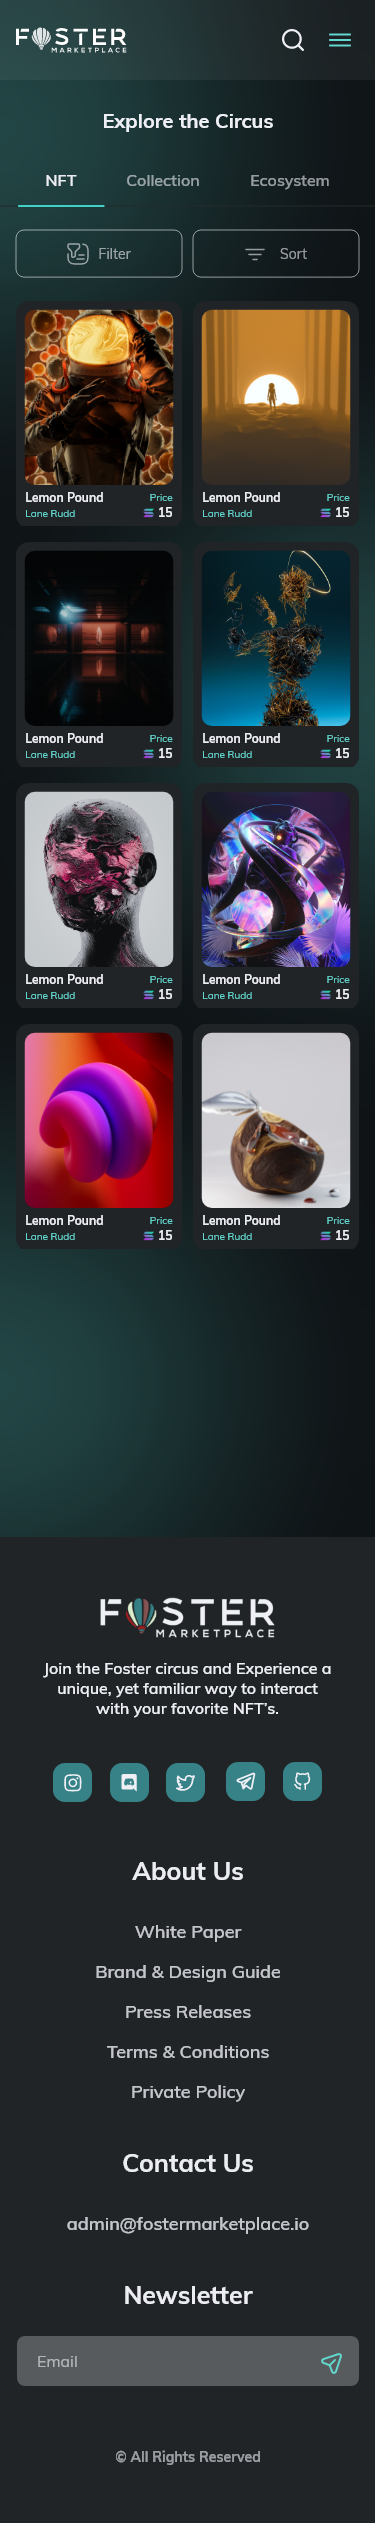 FOSTER
MARKETPLACE
Explore the Circus
NFT Collection Ecosystem
Filter Sort
Lemon Pound Price Lemon Pound Price
Lane Rudd 15 Lane Rudd 15
Lemon Pound Price Lemon Pound Price
Lane Rudd 15 Lane Rudd 15
Lemon Pound Price Lemon Pound Price
Lane Rudd 15 Lane Rudd 15
Lemon Pound Price Lemon Pound Price
Lane Rudd 15 Lane Rudd 15
FOSTER
MARKETPLACE
Join the Foster circus and Experience a
unique, yet familiar way to interact
with your favorite NFT's.
About Us
White Paper
Brand & Design Guide
Press Releases
Terms & Conditions
Private Policy
Contact Us
admin@fostermarketplace.io
Newsletter
Email
© All Rights Reserved